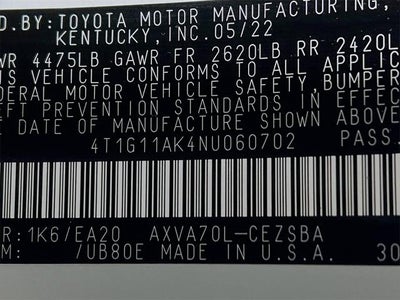 D.BY:TOYOTA MOTOR MANUFACTURING,
KENTUCKY,INC.05/22
WR 4475LB GAWR FR 2620LB RR 2420L
IS VEHICLE CONFORMS TO ALL APPLIC
DERAL MOTOR VEHICLE SAFETY,BUMPER
EFT PREVENTION STANDARDS IN EFFEC
E DATE OF MANUFACTURE SHOWN ABOVE
4T1G11AK4NU060702 PASS.
R:1K6/EA20 AXVA70L-CEZSBA
M: /UB80E MADE IN U.S.A. 30